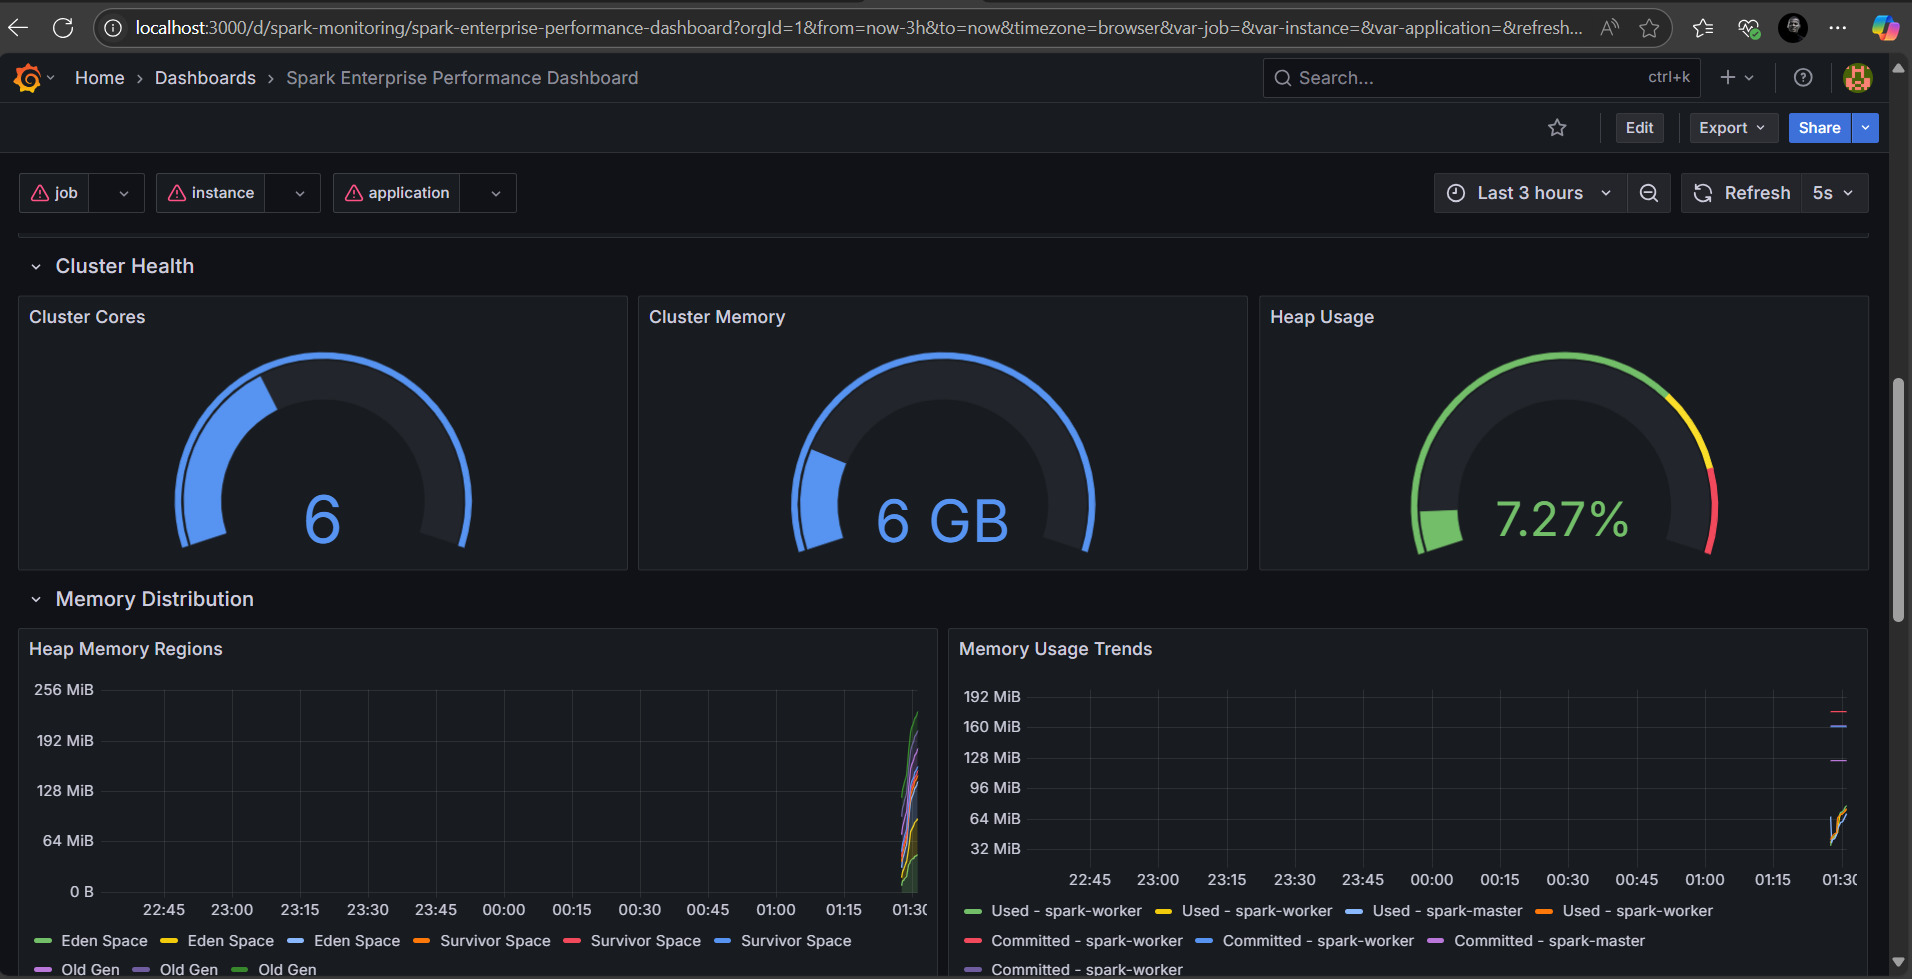 localhost:3000/d/spark-monitoring/spark-enterprise-performance-dashboard?orgId=1&from=now-3h&to=now&timezone=browser&var-job=&var-instance=&var-application=&refresh...
Home > Dashboards > Spark Enterprise Performance Dashboard
Search... ctrl+k
Edit Export Share
job instance application Last 3 hours Refresh 5s
Cluster Health
Cluster Cores Cluster Memory Heap Usage
6 6 GB 7.27%
Memory Distribution
Heap Memory Regions
256 MiB
192 MiB
128 MiB
64 MiB
0 B
22:45 23:00 23:15 23:30 23:45 00:00 00:15 00:30 00:45 01:00 01:15 01:30
Eden Space Eden Space Eden Space Survivor Space Survivor Space Survivor Space
Old Gen Old Gen Old Gen
Memory Usage Trends
192 MiB
160 MiB
128 MiB
96 MiB
64 MiB
32 MiB
22:45 23:00 23:15 23:30 23:45 00:00 00:15 00:30 00:45 01:00 01:15 01:30
Used - spark-worker Used - spark-worker Used - spark-master Used - spark-worker
Committed - spark-worker Committed - spark-worker Committed - spark-master
Committed - spark-worker